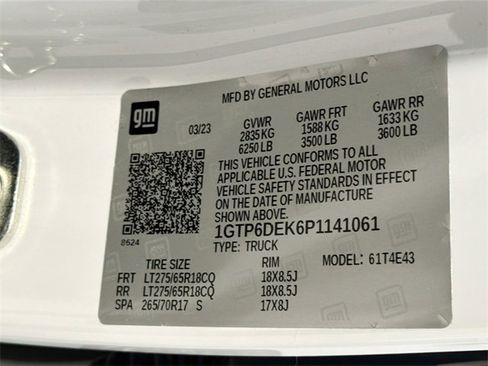 MFD BY GENERAL MOTORS LLC
gm
03/23
GVWR GAWR FRT GAWR RR
2835 KG 1588 KG 1633 KG
6250 LB 3500 LB 3600 LB
THIS VEHICLE CONFORMS TO ALL
APPLICABLE U.S. FEDERAL MOTOR
VEHICLE SAFETY STANDARDS IN EFFECT
ON THE DATE OF MANUFACTURE
SHOWN ABOVE.
1GTP6DEK6P1141061
8624
TYPE: TRUCK
TIRE SIZE RIM MODEL: 61T4E43
FRT LT275/65R18CQ 18X8.5J
RR LT275/65R18CQ 18X8.5J
SPA 265/70R17 S 17X8J